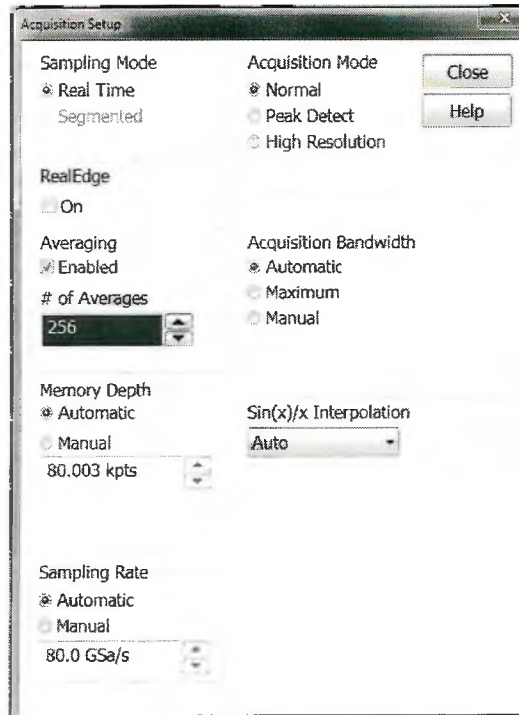 Acquisition Setup
Sampling Mode
Real Time
Segmented
Acquisition Mode
Normal
Peak Detect
High Resolution
Close
Help
RealEdge
On
Averaging
Enabled
# of Averages
256
Acquisition Bandwidth
Automatic
Maximum
Manual
Memory Depth
Automatic
Manual
80.003 kpts
Sin(x)/x Interpolation
Auto
Sampling Rate
Automatic
Manual
80.0 GSa/s